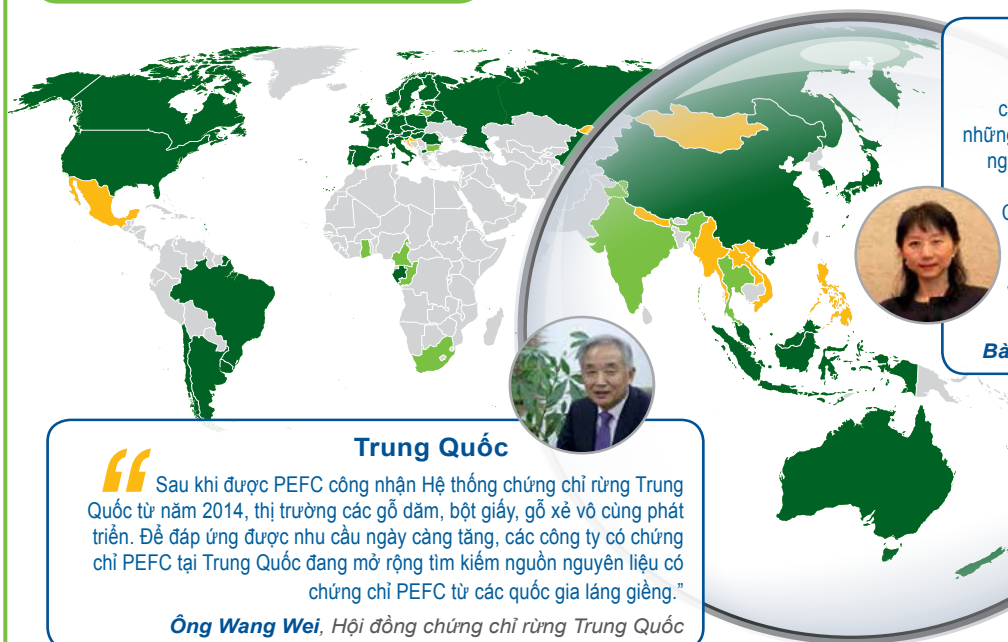 Trung Quốc
“ Sau khi được PEFC công nhận Hệ thống chứng chỉ rừng Trung
Quốc từ năm 2014, thị trường các gỗ dăm, bột giấy, gỗ xẻ vô cùng phát
triển. Để đáp ứng được nhu cầu ngày càng tăng, các công ty có chứng
chỉ PEFC tại Trung Quốc đang mở rộng tìm kiếm nguồn nguyên liệu có
chứng chỉ PEFC từ các quốc gia láng giềng.”
Ông Wang Wei, Hội đồng chứng chỉ rừng Trung Quốc
những
Bà